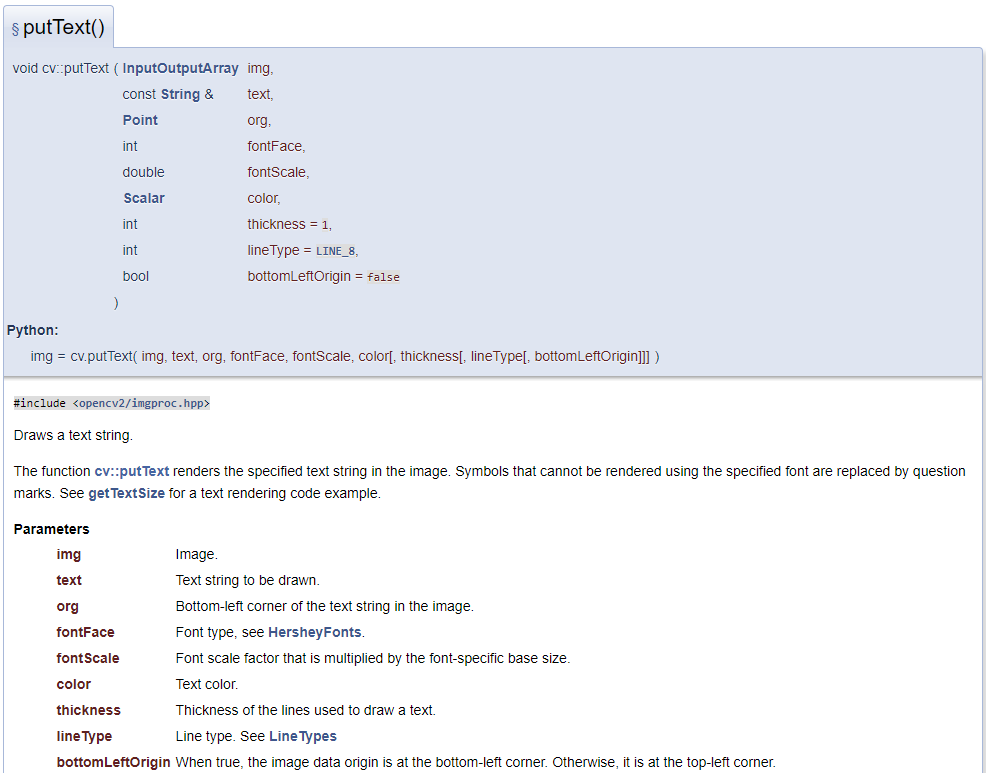 § putText()
void cv::putText ( InputOutputArray img,
const String & text,
Point org,
int fontFace,
double fontScale,
Scalar color,
int thickness = 1,
int lineType = LINE_8,
bool bottomLeftOrigin = false
)
Python:
img = cv.putText( img, text, org, fontFace, fontScale, color[, thickness[, lineType[, bottomLeftOrigin]]] )
#include <opencv2/imgproc.hpp>
Draws a text string.
The function cv::putText renders the specified text string in the image. Symbols that cannot be rendered using the specified font are replaced by question
marks. See getTextSize for a text rendering code example.
Parameters
img Image.
text Text string to be drawn.
org Bottom-left corner of the text string in the image.
fontFace Font type, see HersheyFonts.
fontScale Font scale factor that is multiplied by the font-specific base size.
color Text color.
thickness Thickness of the lines used to draw a text.
lineType Line type. See LineTypes
bottomLeftOrigin When true, the image data origin is at the bottom-left corner. Otherwise, it is at the top-left corner.